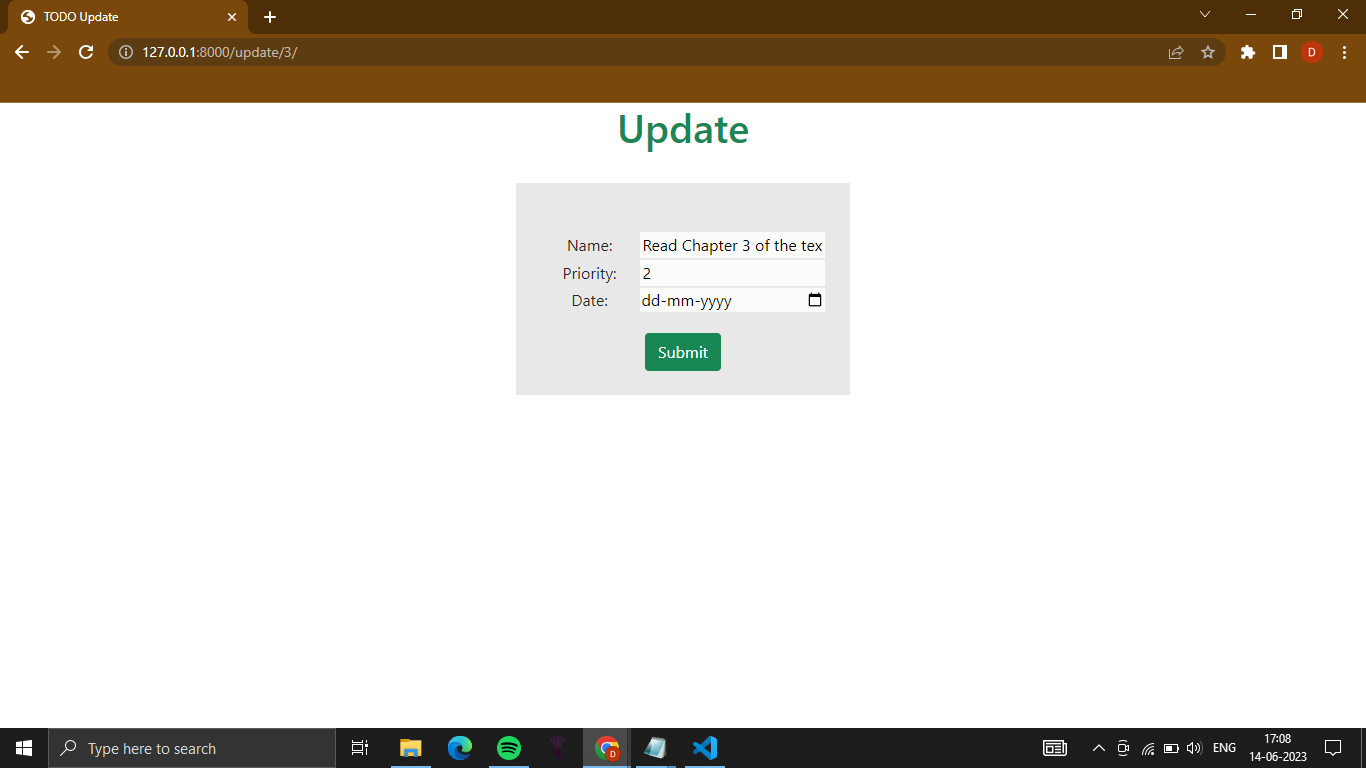 TODO Update
127.0.0.1:8000/update/3/
D
Update
Name: Read Chapter 3 of the tex
Priority: 2
Date: dd-mm-yyyy
Submit
Type here to search
D
ENG
17:08
14-06-2023